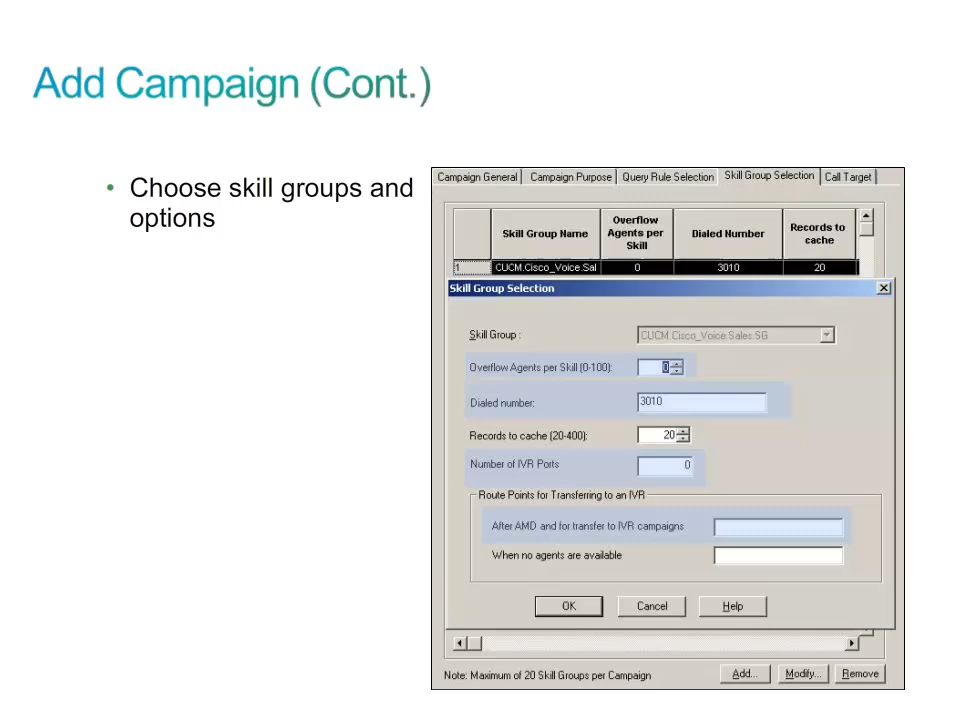 Add Campaign (Cont.)
• Choose skill groups and
options
Campaign General Campaign Purpose Query Rule Selection Skill Group Selection Call Target
Skill Group Name Overflow Agents per Skill Dialed Number Records to cache
1 CUCM.Cisco_Voice.Sal 0 3010 20
Skill Group Selection
Skill Group : CUCM.Cisco_Voice.Sales.SG
Overflow Agents per Skill (0-100): 0
Dialed number: 3010
Records to cache (20-400): 20
Number of IVR Ports 0
Route Points for Transferring to an IVR
After AMD and for transfer to IVR campaigns
When no agents are available
OK Cancel Help
Note: Maximum of 20 Skill Groups per Campaign Add... Modify... Remove